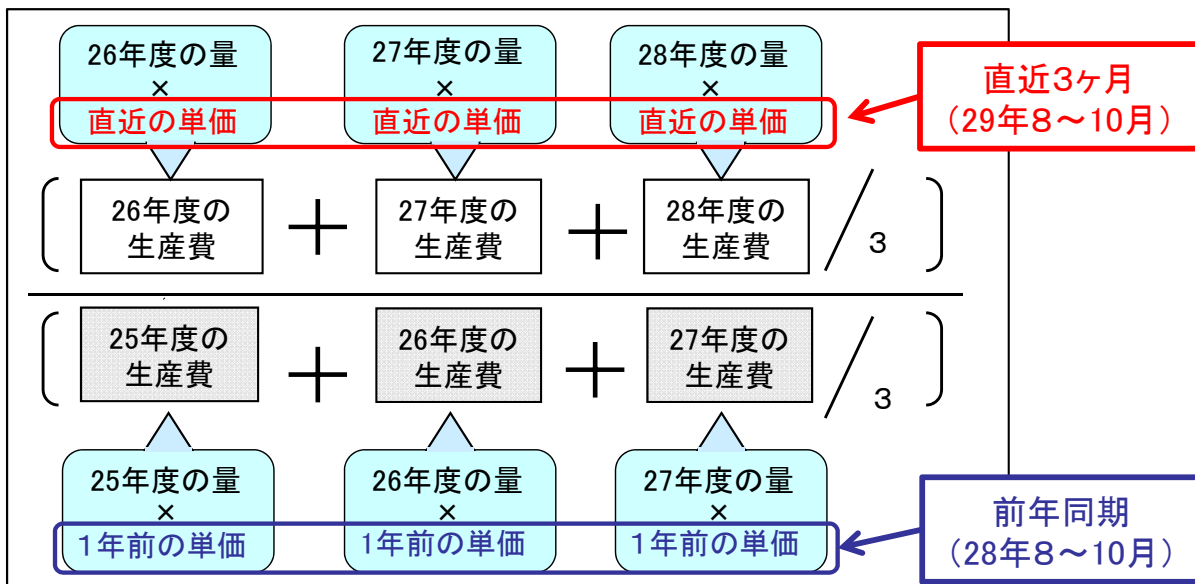 26年度の量
×
直近の単価
27年度の量
×
直近の単価
28年度の量
×
直近の単価
直近3ヶ月
（29年8～10月）
26年度の
生産費
＋
27年度の
生産費
＋
28年度の
生産費
／3
25年度の
生産費
＋
26年度の
生産費
＋
27年度の
生産費
／3
25年度の量
×
1年前の単価
26年度の量
×
1年前の単価
27年度の量
×
1年前の単価
前年同期
（28年8～10月）